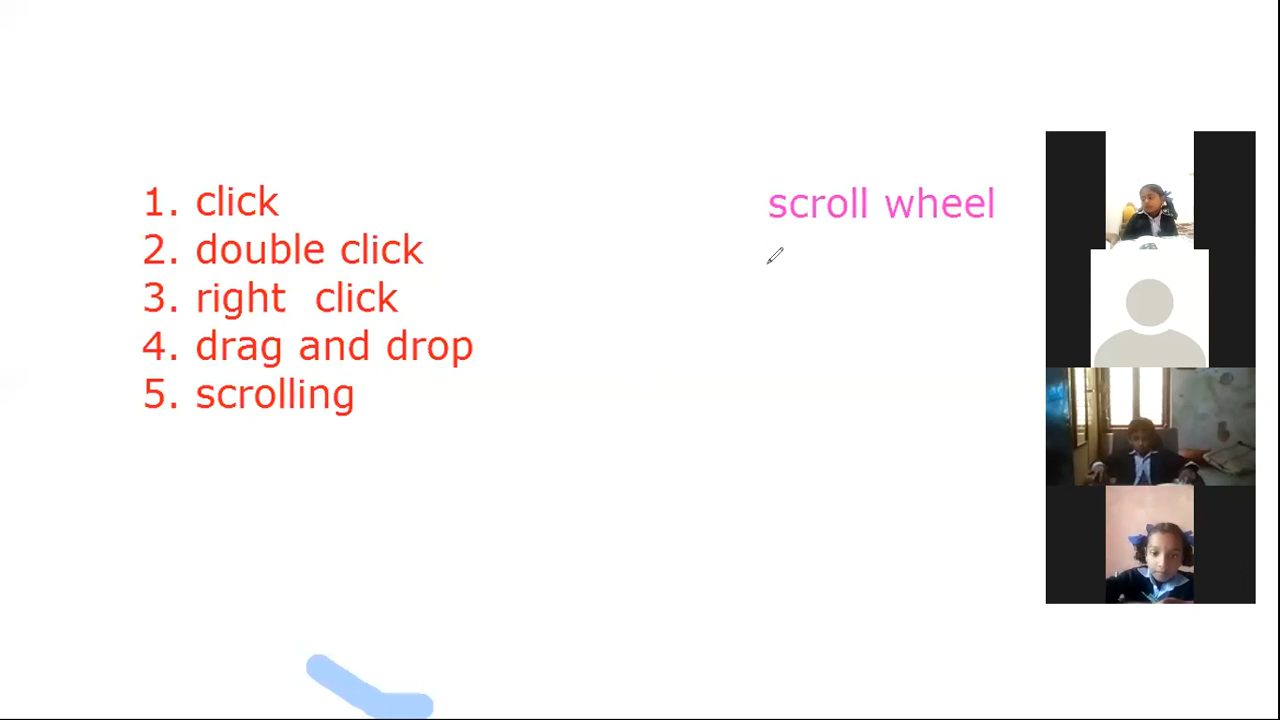 1. click
2. double click
3. right  click
4. drag and drop
5. scrolling
scroll wheel